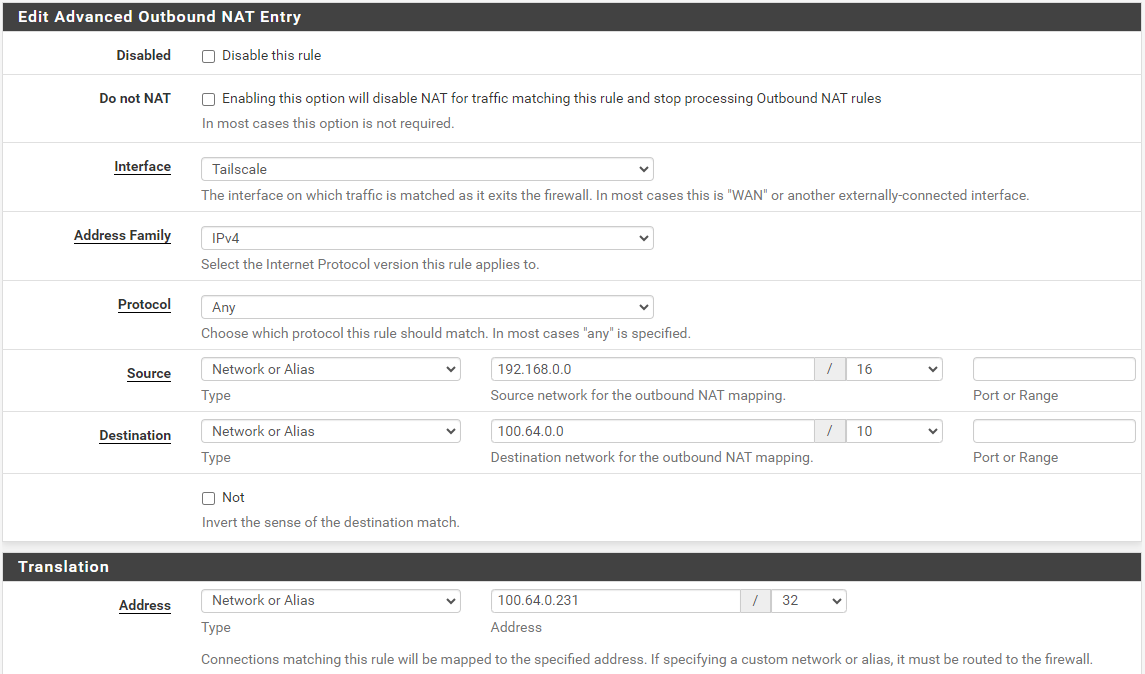 Edit Advanced Outbound NAT Entry
Disabled Disable this rule
Do not NAT Enabling this option will disable NAT for traffic matching this rule and stop processing Outbound NAT rules
In most cases this option is not required.
Interface Tailscale
The interface on which traffic is matched as it exits the firewall. In most cases this is "WAN" or another externally-connected interface.
Address Family IPv4
Select the Internet Protocol version this rule applies to.
Protocol Any
Choose which protocol this rule should match. In most cases "any" is specified.
Source Network or Alias 192.168.0.0 / 16
Type Source network for the outbound NAT mapping. Port or Range
Destination Network or Alias 100.64.0.0 / 10
Type Destination network for the outbound NAT mapping. Port or Range
Not
Invert the sense of the destination match.
Translation
Address Network or Alias 100.64.0.231 / 32
Type Address
Connections matching this rule will be mapped to the specified address. If specifying a custom network or alias, it must be routed to the firewall.